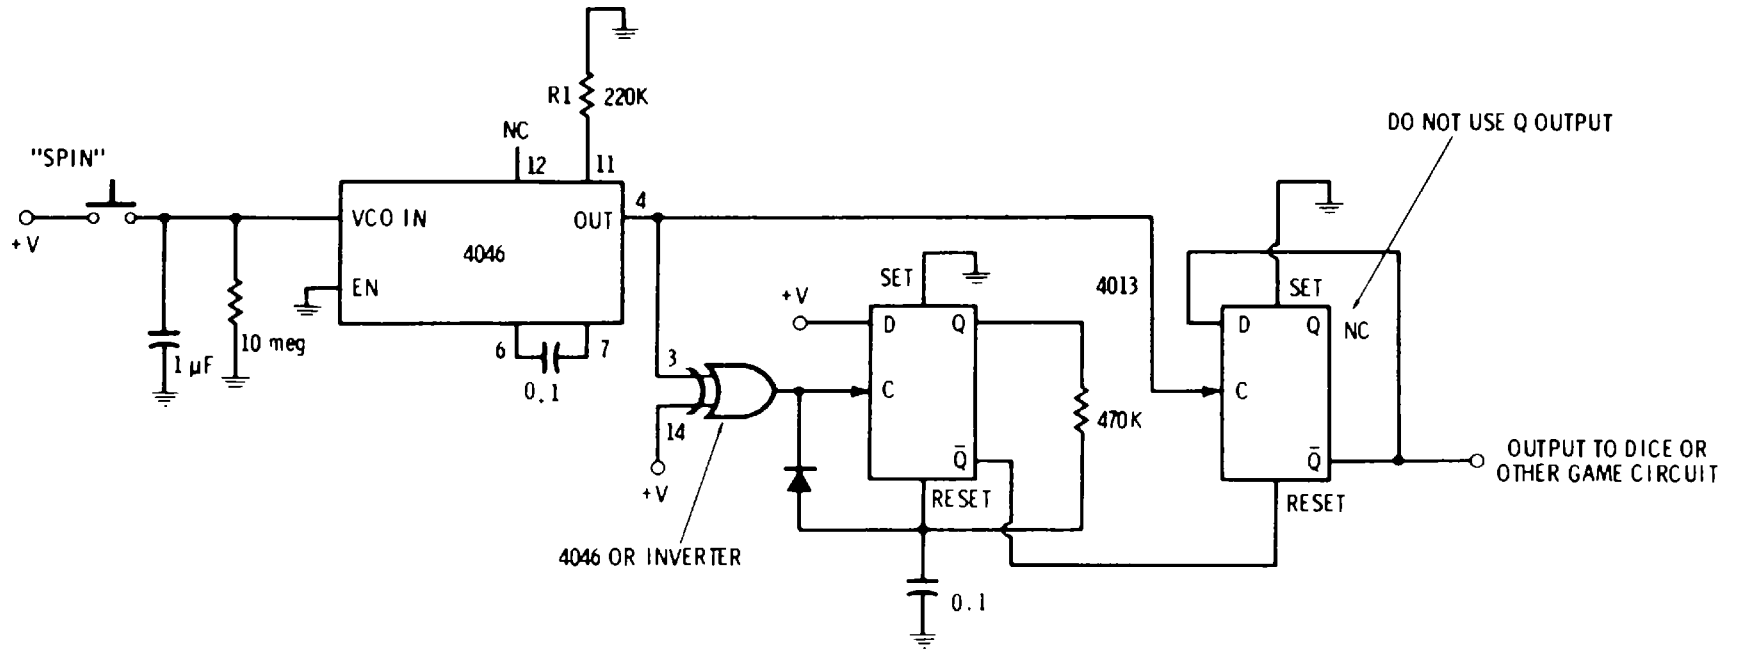 R1 220K
NC
12 11
"SPIN"
+V
VCO IN
OUT
4
4046
EN
1 µF
10 meg
6 7
0.1
3
14
+V
4046 OR INVERTER
+V
SET
D Q
C
Q̅
RESET
470K
0.1
4013
DO NOT USE Q OUTPUT
SET
D Q
NC
C
Q̅
RESET
OUTPUT TO DICE OR
OTHER GAME CIRCUIT